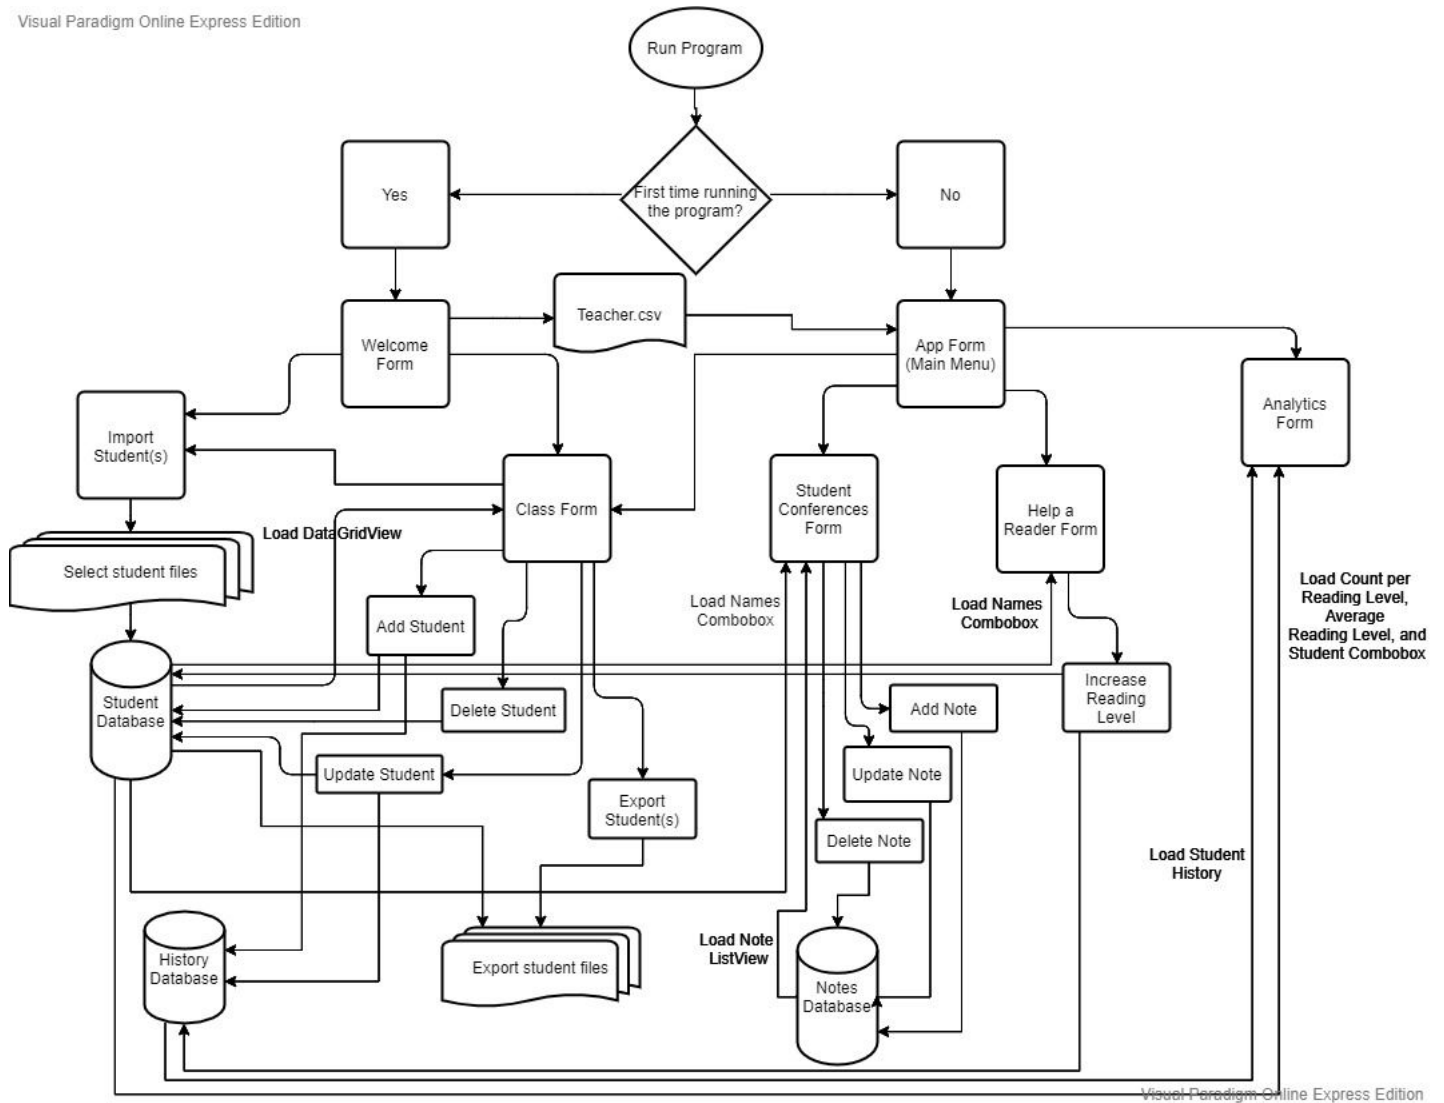 Visual Paradigm Online Express Edition
Run Program
First time running
the program?
Yes
No
Welcome
Form
Teacher.csv
App Form
(Main Menu)
Analytics
Form
Import
Student(s)
Class Form
Student
Conferences
Form
Help a
Reader Form
Load DataGridView
Select student files
Add Student
Load Names
Combobox
Load Names
Combobox
Load Count per
Reading Level,
Average
Reading Level, and
Student Combobox
Student
Database
Delete Student
Add Note
Increase
Reading
Level
Update Student
Update Note
Export
Student(s)
Delete Note
Load Student
History
History
Database
Export student files
Load Note
ListView
Notes
Database
Visual Paradigm Online Express Edition